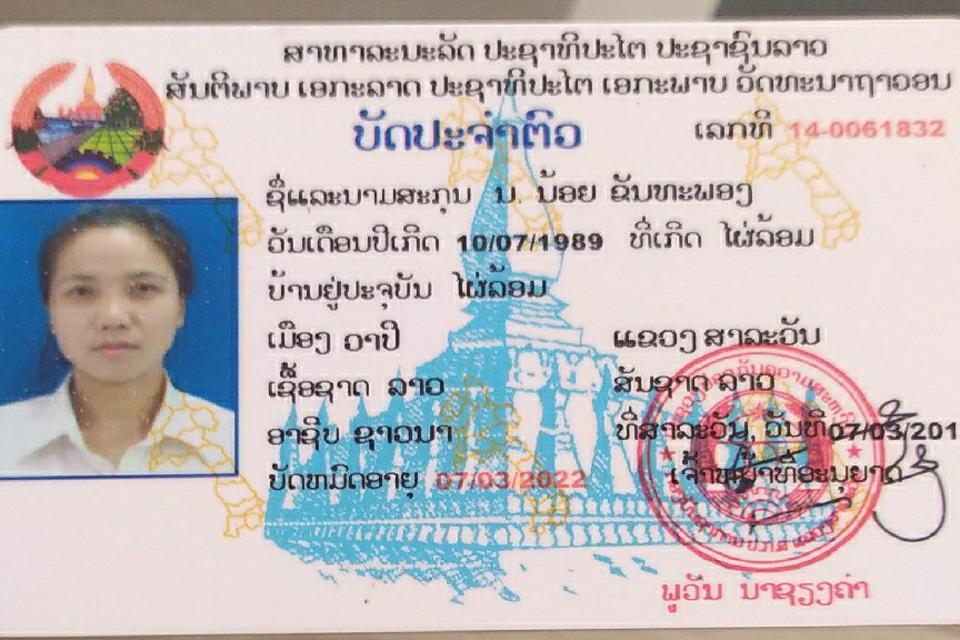 ສາທາລະນະລັດ ປະຊາທິປະໄຕ ປະຊາຊົນລາວ
ສັນຕິພາບ ເອກະລາດ ປະຊາທິປະໄຕ ເອກະພາບ ວັດທະນາຖາວອນ
ບັດປະຈຳຕົວ
ເລກທີ 14-0061832
ຊື່ແລະນາມສະກຸນ ນ. ນ້ອຍ ຂັນທະພອງ
ວັນເດືອນປີເກີດ 10/07/1989 ທີ່ເກີດ ໄຜ່ລ້ອມ
ບ້ານຢູ່ປະຈຸບັນ ໄຜ່ລ້ອມ
ເມືອງ ວາປີ ແຂວງ ສາລະວັນ
ເຊື້ອຊາດ ລາວ ສັນຊາດ ລາວ
ອາຊີບ ຊາວນາ ທີ່ສາລະວັນ, ວັນທີ07/03/201
ບັດໝົດອາຍຸ 07/03/2022 ເຈົ້າໜ້າທີ່ອະນຸຍາດ
ພູວັນ ນາຊຽງຄຳ